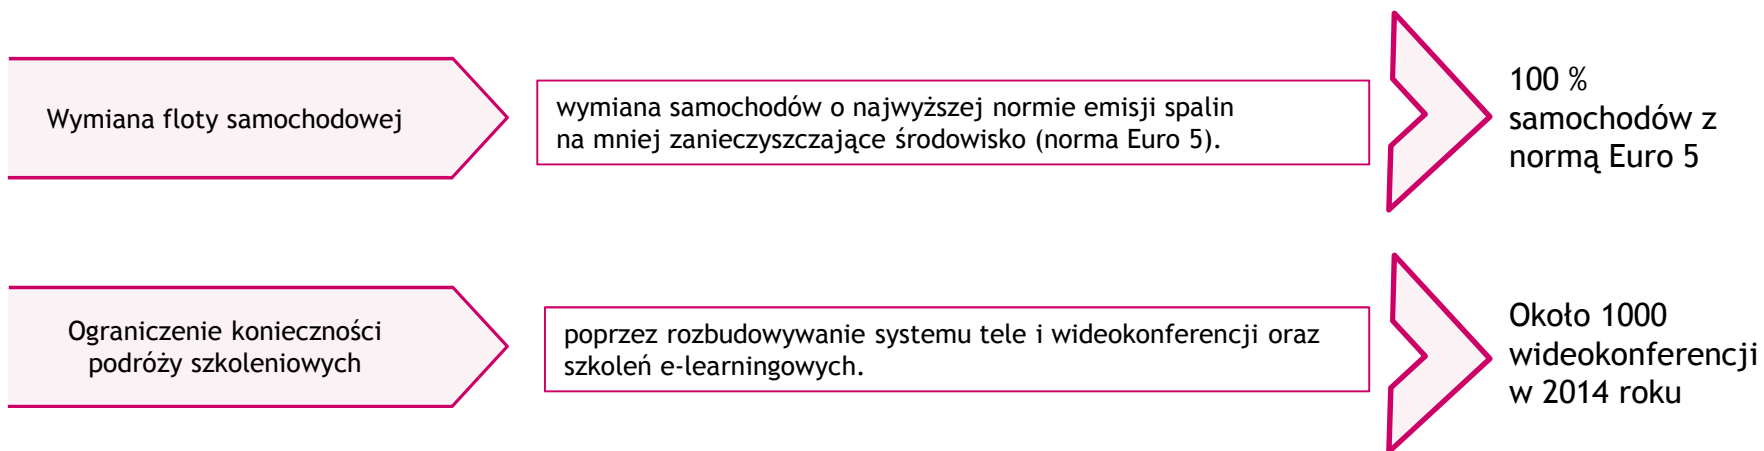 Wymiana floty samochodowej
wymiana samochodów o najwyższej normie emisji spalin
na mniej zanieczyszczające środowisko (norma Euro 5).
100 %
samochodów z
normą Euro 5
Ograniczenie konieczności
podróży szkoleniowych
poprzez rozbudowywanie systemu tele i wideokonferencji oraz
szkoleń e-learningowych.
Około 1000
wideokonferencji
w 2014 roku